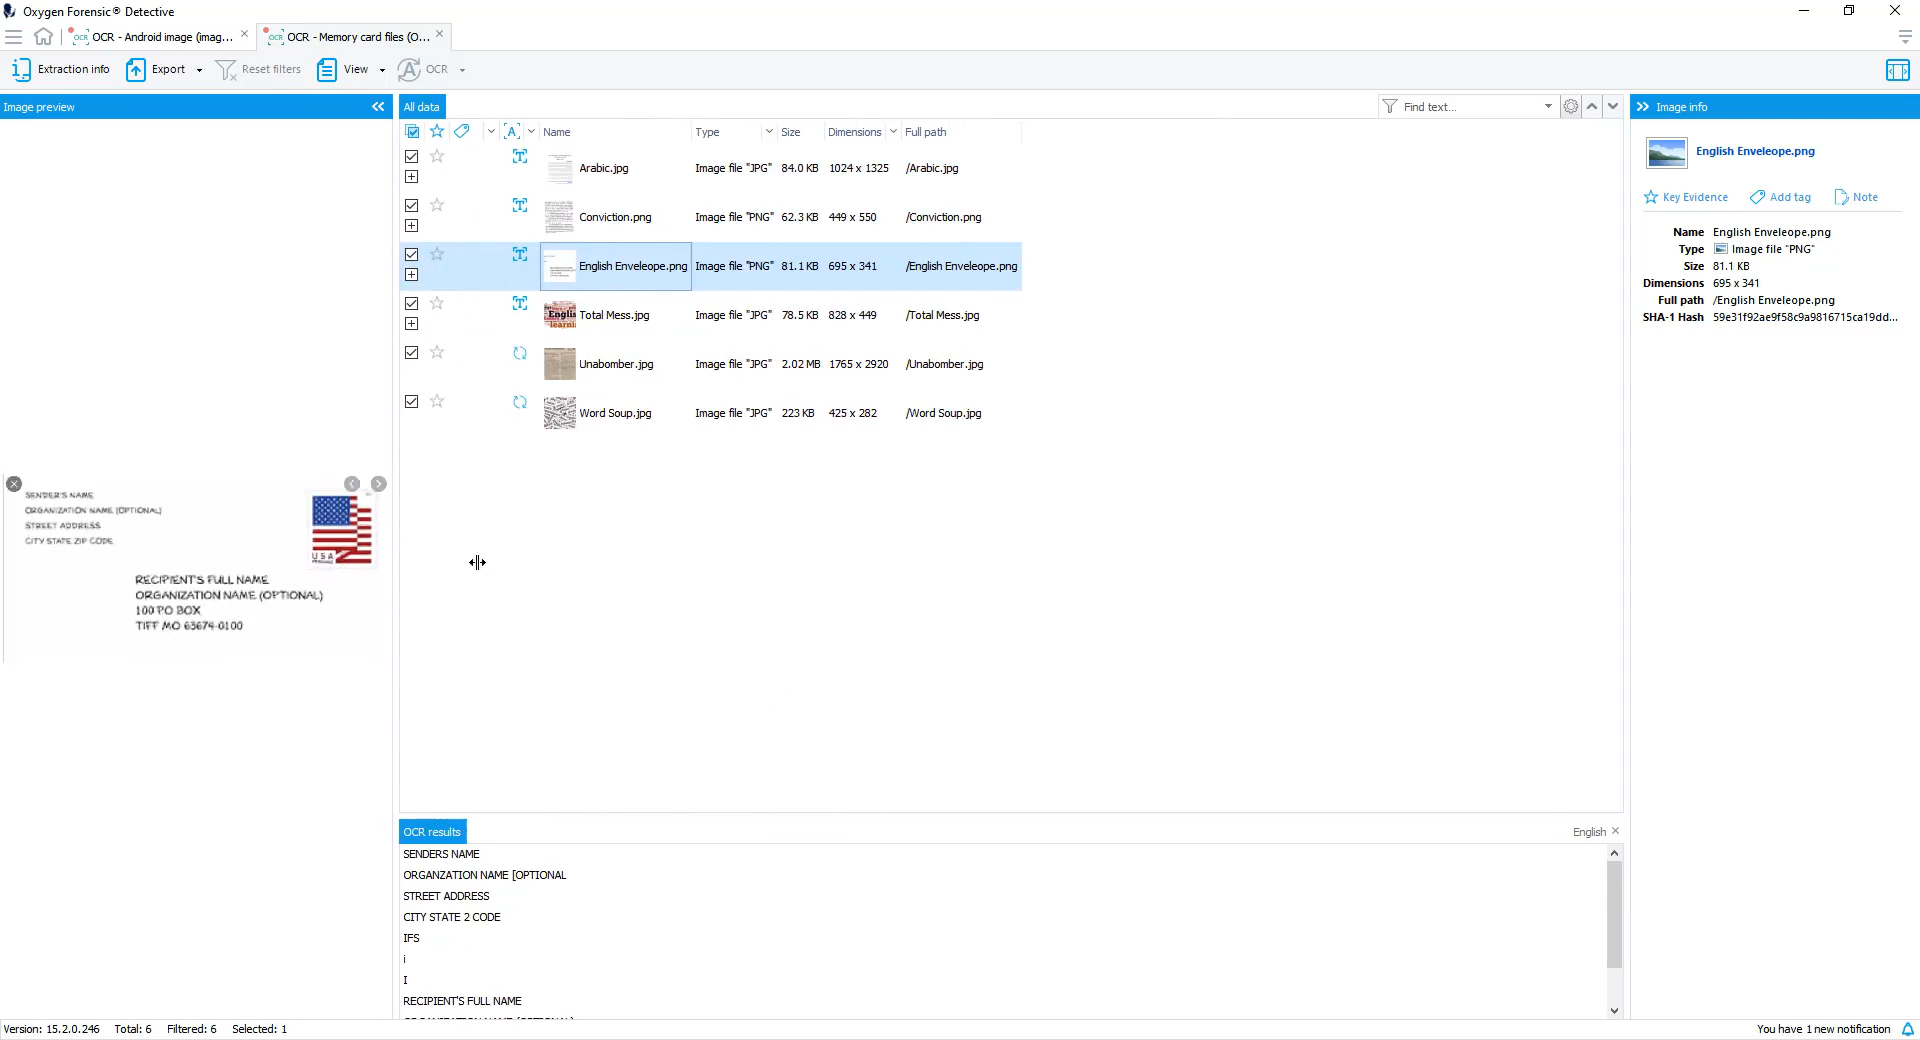 Oxygen Forensic® Detective
OCR - Android image (imag...
OCR - Memory card files (O...
Extraction info
Export
Reset filters
View
OCR
Image preview
All data
Find text...
Image info
Name Type Size Dimensions Full path
Arabic.jpg Image file "JPG" 84.0 KB 1024 x 1325 /Arabic.jpg
Conviction.png Image file "PNG" 62.3 KB 449 x 550 /Conviction.png
English Enveleope.png Image file "PNG" 81.1 KB 695 x 341 /English Enveleope.png
Total Mess.jpg Image file "JPG" 78.5 KB 828 x 449 /Total Mess.jpg
Unabomber.jpg Image file "JPG" 2.02 MB 1765 x 2920 /Unabomber.jpg
Word Soup.jpg Image file "JPG" 223 KB 425 x 282 /Word Soup.jpg
English
learni
SENDER'S NAME
ORGANIZATION NAME (OPTIONAL)
STREET ADDRESS
CITY STATE ZIP CODE
USA
RECIPIENT'S FULL NAME
ORGANIZATION NAME (OPTIONAL)
100 PO BOX
TIFF MO 63674-0100
OCR results
English
SENDERS NAME
ORGANZATION NAME [OPTIONAL
STREET ADDRESS
CITY STATE 2 CODE
IFS
i
I
RECIPIENT'S FULL NAME
English Enveleope.png
Key Evidence
Add tag
Note
Name English Enveleope.png
Type Image file "PNG"
Size 81.1 KB
Dimensions 695 x 341
Full path /English Enveleope.png
SHA-1 Hash 59e31f92ae9f58c9a9816715ca19dd...
Version: 15.2.0.246 Total: 6 Filtered: 6 Selected: 1
You have 1 new notification